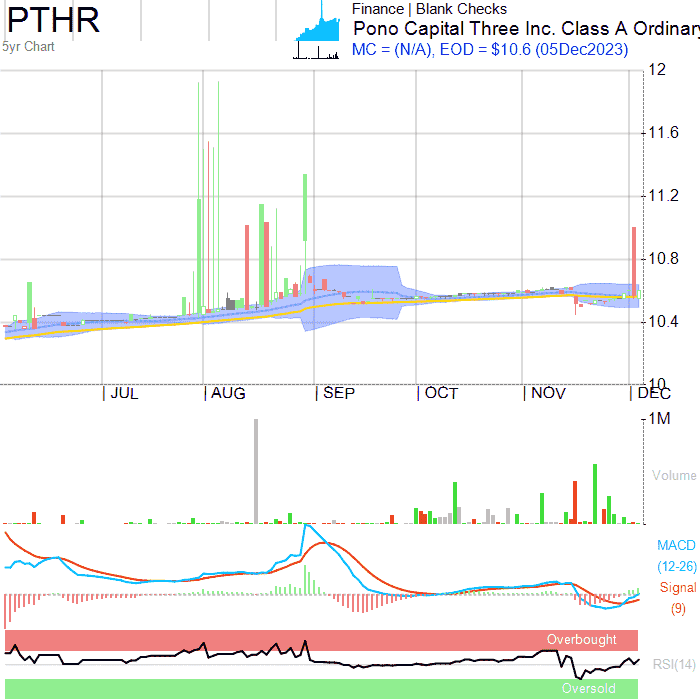 PTHR
5yr Chart
Finance | Blank Checks
Pono Capital Three Inc. Class A Ordinary
MC = (N/A), EOD = $10.6 (05Dec2023)
12
11.6
11.2
10.8
10.4
10
JUL
AUG
SEP
OCT
NOV
DEC
1M
Volume
MACD
(12-26)
Signal
(9)
Overbought
RSI(14)
Oversold